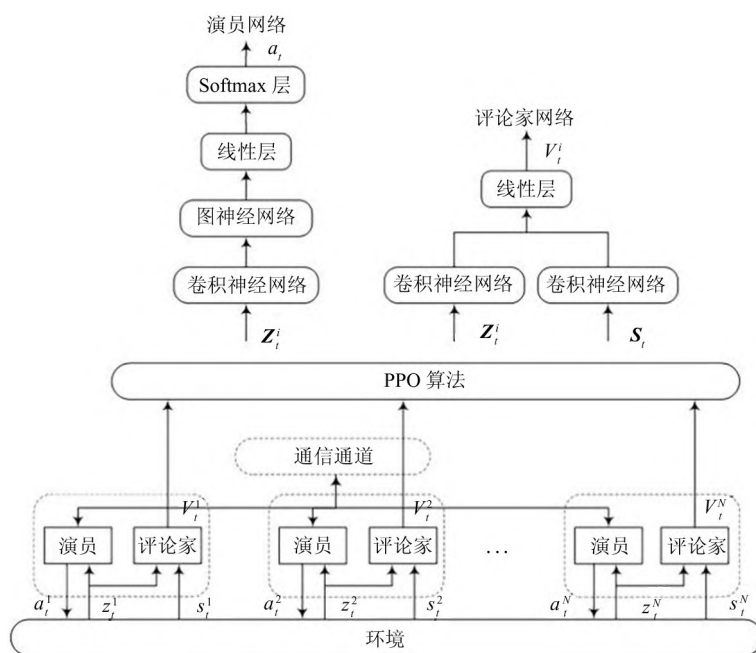 演员网络
a_t
Softmax 层
评论家网络
线性层
V_t^i
线性层
图神经网络
卷积神经网络 卷积神经网络 卷积神经网络
Z_t^i Z_t^i S_t
PPO 算法
通信通道
V_t^1 V_t^2 V_t^N
演员 评论家 演员 评论家 ... 演员 评论家
a_t^1 z_t^1 s_t^1 a_t^2 z_t^2 s_t^2 a_t^N z_t^N s_t^N
环境